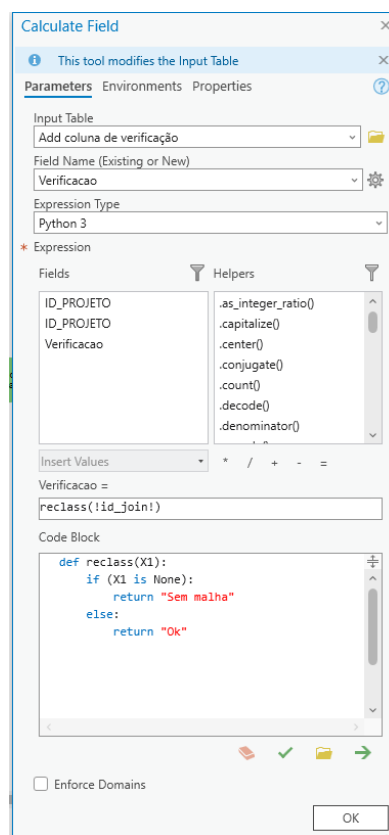 Calculate Field
This tool modifies the Input Table
Parameters Environments Properties
Input Table
Add coluna de verificação
Field Name (Existing or New)
Verificacao
Expression Type
Python 3
* Expression
Fields
Helpers
ID_PROJETO
ID_PROJETO
Verificacao
.as_integer_ratio()
.capitalize()
.center()
.conjugate()
.count()
.decode()
.denominator()
Insert Values
* / + - =
Verificacao =
reclass(!id_join!)
Code Block
def reclass(X1):
if (X1 is None):
return "Sem malha"
else:
return "Ok"
Enforce Domains
OK